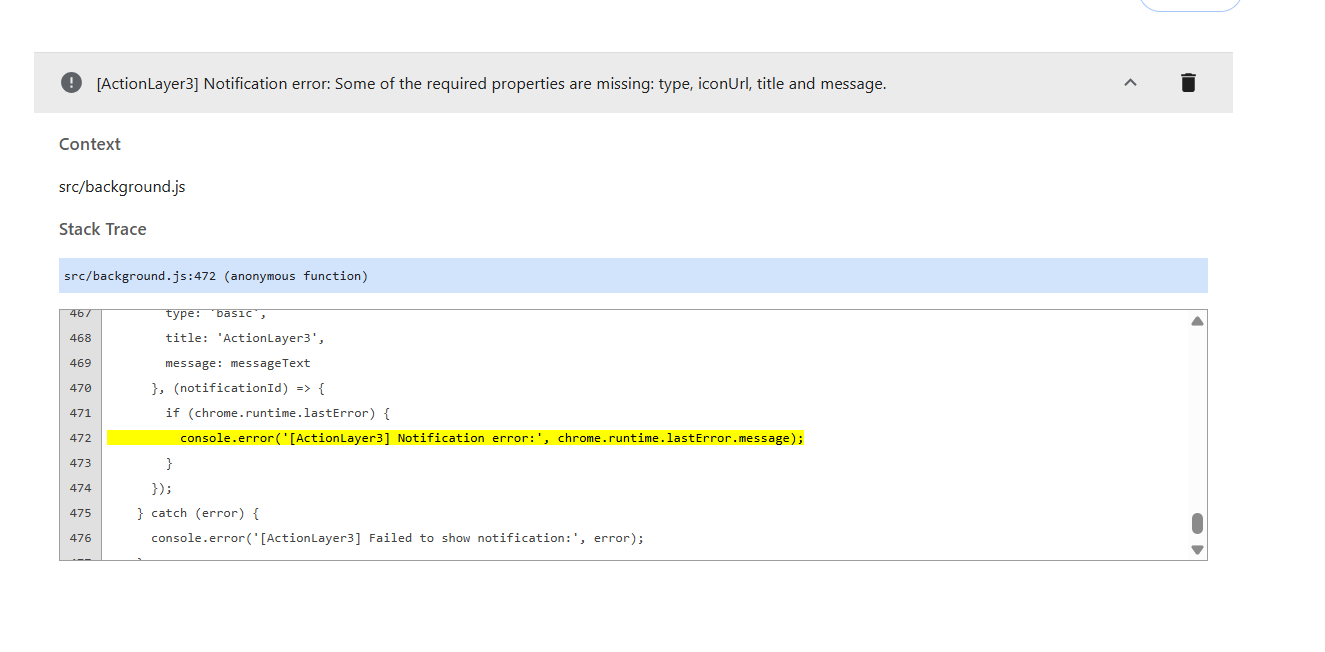 [ActionLayer3] Notification error: Some of the required properties are missing: type, iconUrl, title and message.
Context
src/background.js
Stack Trace
src/background.js:472 (anonymous function)
467 type: 'basic',
468 title: 'ActionLayer3',
469 message: messageText
470 }, (notificationId) => {
471 if (chrome.runtime.lastError) {
472 console.error('[ActionLayer3] Notification error:', chrome.runtime.lastError.message);
473 }
474 });
475 } catch (error) {
476 console.error('[ActionLayer3] Failed to show notification:', error);